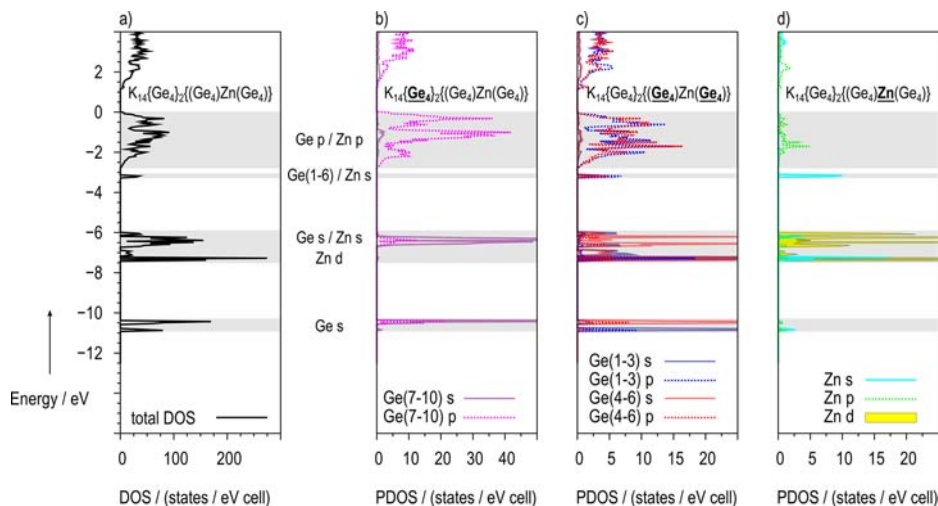 a)
b)
c)
d)
K14{Ge4}2{(Ge4)Zn(Ge4)}
K14{Ge4}2{(Ge4)Zn(Ge4)}
K14{Ge4}2{(Ge4)Zn(Ge4)}
K14{Ge4}2{(Ge4)Zn(Ge4)}
2
0
−2
−4
−6
−8
−10
−12
Energy / eV
Ge p / Zn p
Ge(1-6) / Zn s
Ge s / Zn s
Zn d
Ge s
total DOS
Ge(7-10) s
Ge(7-10) p
Ge(1-3) s
Ge(1-3) p
Ge(4-6) s
Ge(4-6) p
Zn s
Zn p
Zn d
0 100 200
0 10 20 30 40 50
0 5 10 15 20 25
0 5 10 15 20 25
DOS / (states / eV cell)
PDOS / (states / eV cell)
PDOS / (states / eV cell)
PDOS / (states / eV cell)